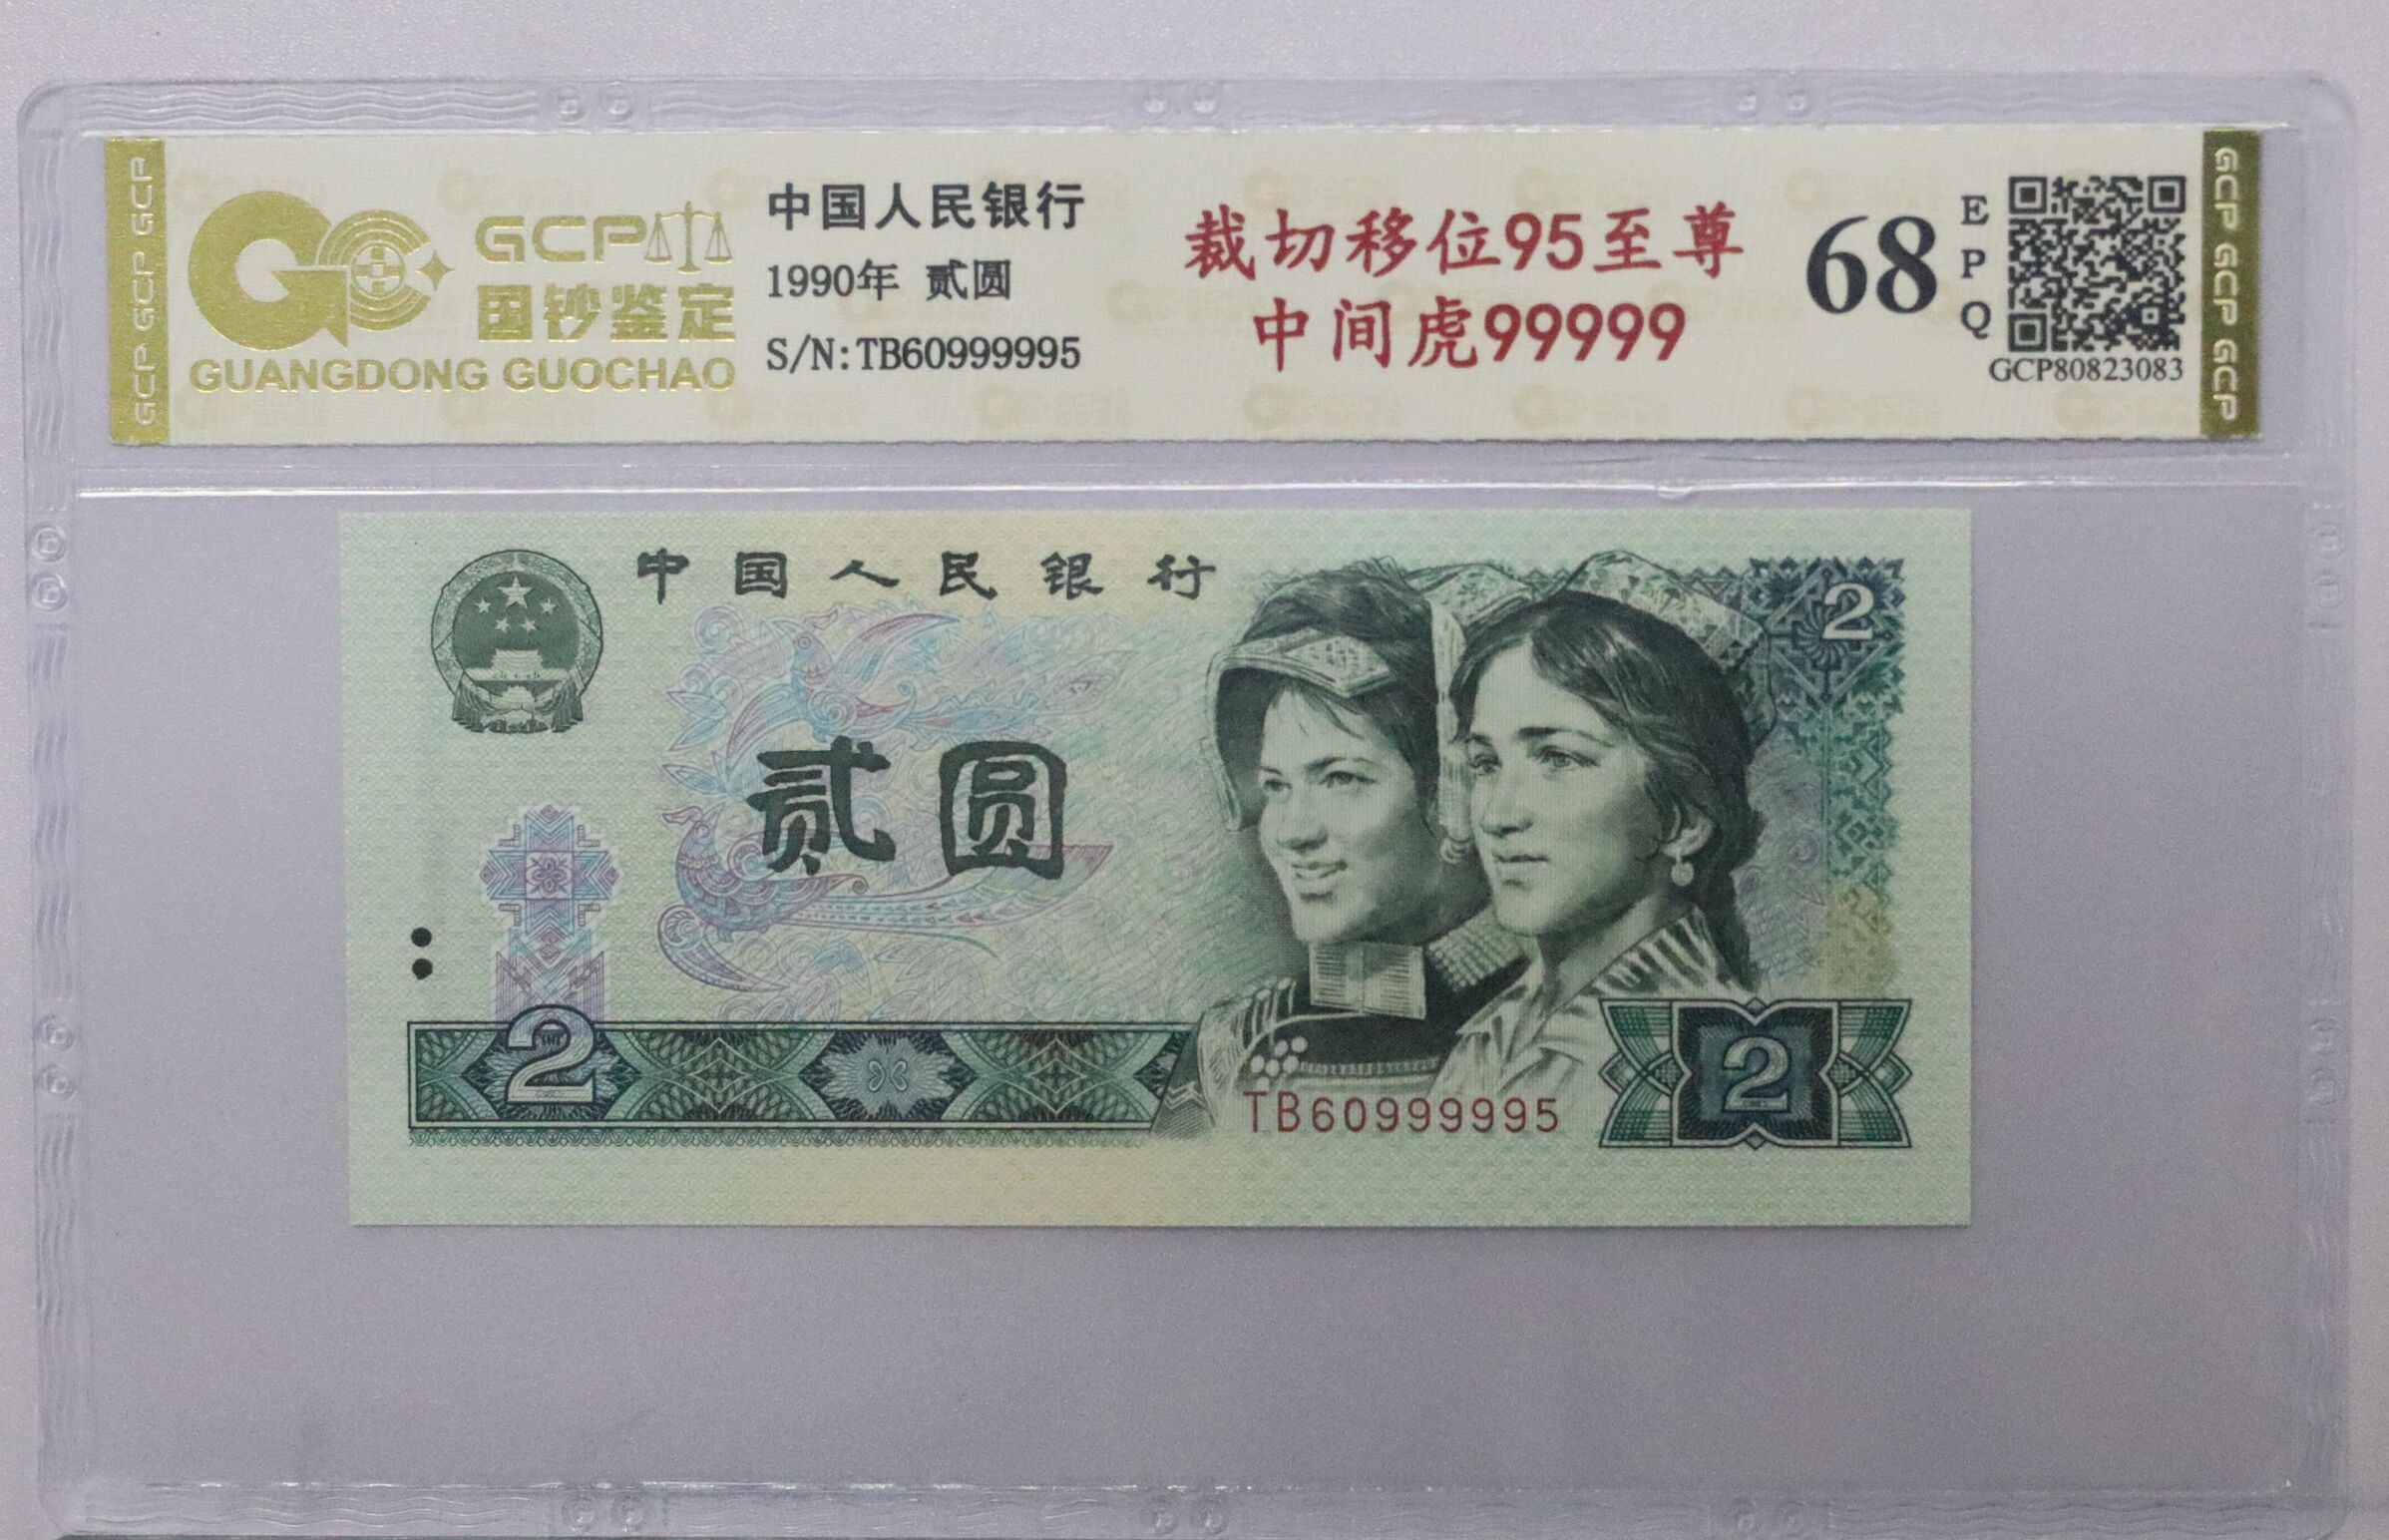 GCP GCP GCP
GCP
国钞鉴定
GUANGDONG GUOCHAO
中国人民银行
1990年 贰圆
S/N:TB60999995
裁切移位95至尊
中间虎99999
68
E
P
Q
GCP80823083
GCP GCP GCP
中国人民银行
2
贰圆
2
TB60999995
2